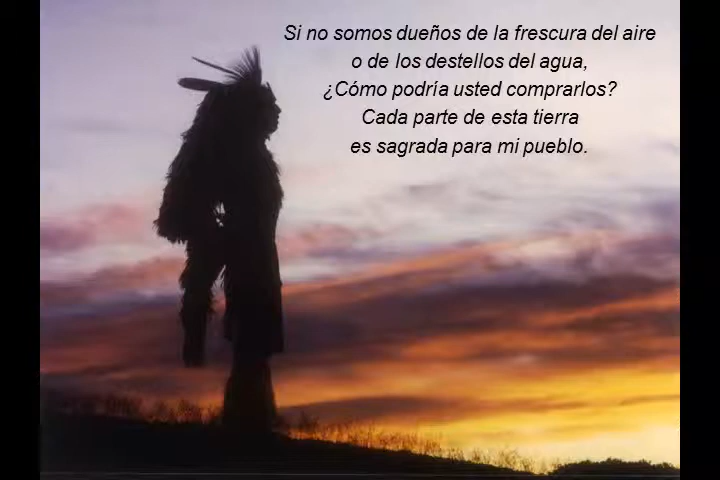 Si no somos dueños de la frescura del aire
o de los destellos del agua,
¿Cómo podría usted comprarlos?
Cada parte de esta tierra
es sagrada para mi pueblo.